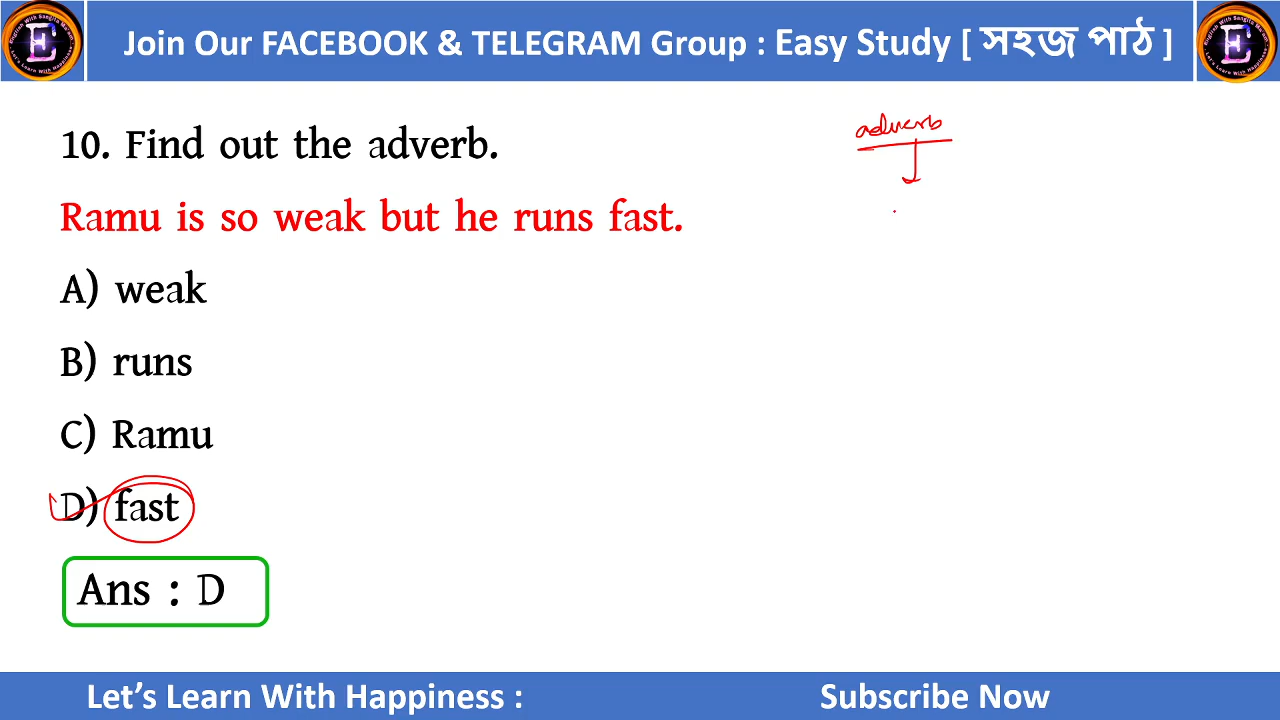 Join Our FACEBOOK & TELEGRAM Group : Easy Study [ সহজ পাঠ ]
E
E
10. Find out the adverb.
adverb
Ramu is so weak but he runs fast.
A) weak
B) runs
C) Ramu
D) fast
Ans : D
Let's Learn With Happiness :
Subscribe Now